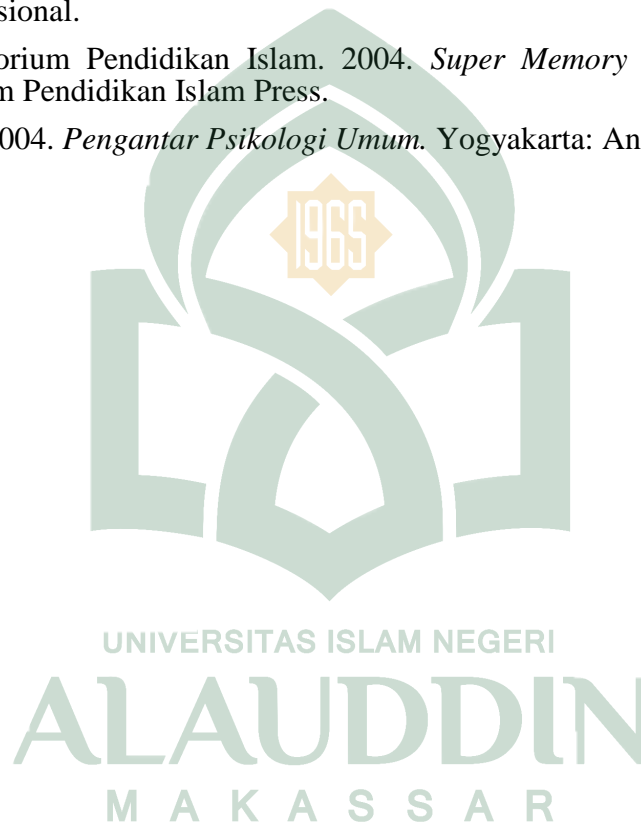 sional.
orium Pendidikan Islam. 2004. Super Memory
m Pendidikan Islam Press.
004. Pengantar Psikologi Umum. Yogyakarta: An
1965
UNIVERSITAS ISLAM NEGERI
ALAUDDIN
MAKASSAR